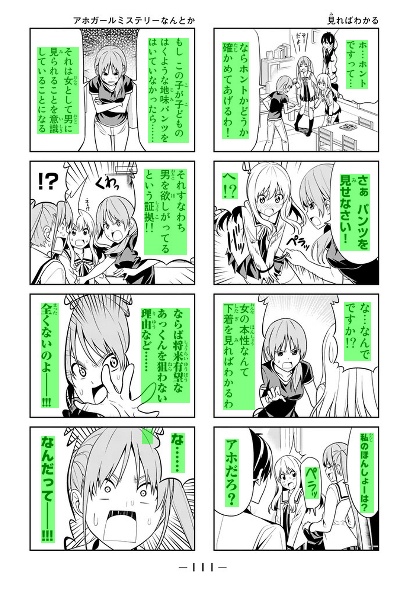 見ればわかる
ホ…ホント
ですって…
ならホントかどうか
確かめてあげるわ！
さぁ パンツを
見せなさい！
へ!?
ペラッ
な…なんで
ですか!?
女の本性なんて
下着を見ればわかるわ
私のほんしょーは？
ペラッ
アホだろ？
アホガールミステリーなんとか
もし この子が子どもの
はくような地味パンツを
はいていなかったら……
それは女として男に
見られることを意識
していることになる
それすなわち
男を欲しがってる
という証拠!!
くわっ
!?
ならば将来有望な
あっくんを狙わない
理由など……
全くないのよ――!!!
な……
なんだって――!!!
－111－